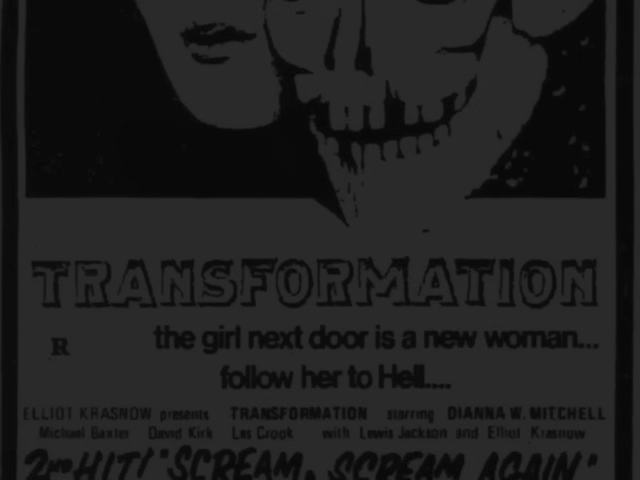 TRANSFORMATION
R
the girl next door is a new woman...
follow her to Hell....
ELLIOT KRASNOW presents TRANSFORMATION starring DIANNA W. MITCHELL
Michael Baxter David Kirk Les Crook with Lewis Jackson and Elliot Krasnow
2ND HIT! "SCREAM, SCREAM AGAIN"